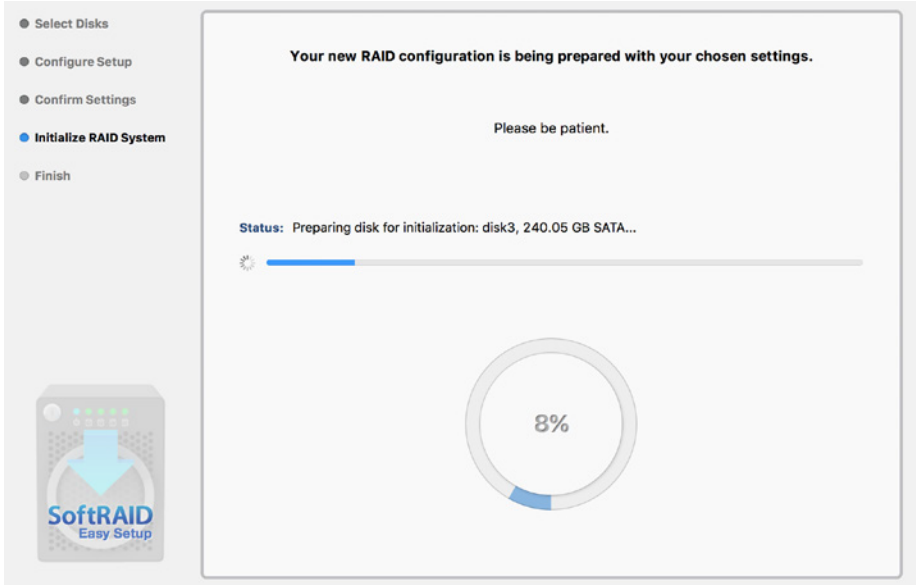 Select Disks
Configure Setup
Confirm Settings
Initialize RAID System
Finish
Your new RAID configuration is being prepared with your chosen settings.
Please be patient.
Status: Preparing disk for initialization: disk3, 240.05 GB SATA...
8%
SoftRAID
Easy Setup